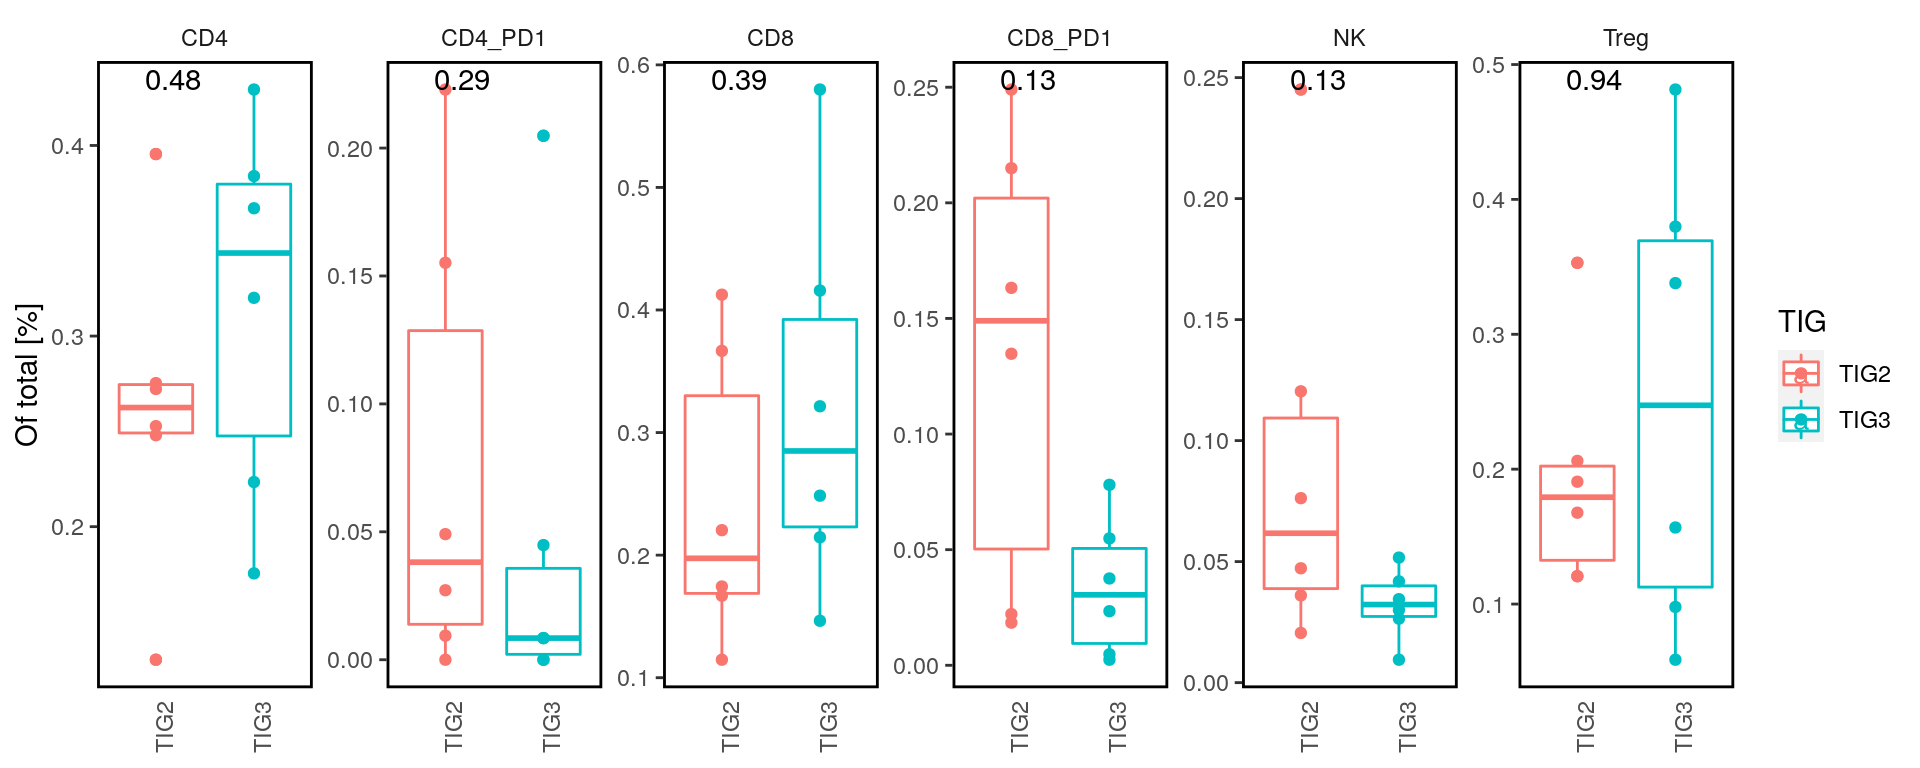 CD4
CD4_PD1
CD8
CD8_PD1
NK
Treg
0.48
0.29
0.39
0.13
0.13
0.94
Of total [%]
0.4
0.3
0.2
0.20
0.15
0.10
0.05
0.00
0.6
0.5
0.4
0.3
0.2
0.1
0.25
0.20
0.15
0.10
0.05
0.00
0.25
0.20
0.15
0.10
0.05
0.00
0.5
0.4
0.3
0.2
0.1
TIG2
TIG3
TIG2
TIG3
TIG2
TIG3
TIG2
TIG3
TIG2
TIG3
TIG2
TIG3
TIG
TIG2
TIG3